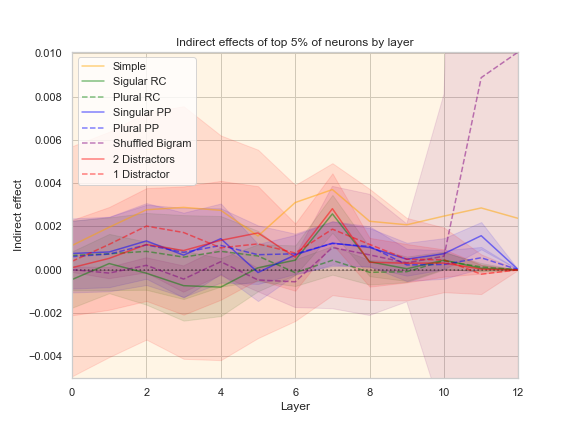 Indirect effects of top 5% of neurons by layer
0.010
0.008
0.006
0.004
0.002
0.000
−0.002
−0.004
Indirect effect
Simple
Sigular RC
Plural RC
Singular PP
Plural PP
Shuffled Bigram
2 Distractors
1 Distractor
0 2 4 6 8 10 12
Layer